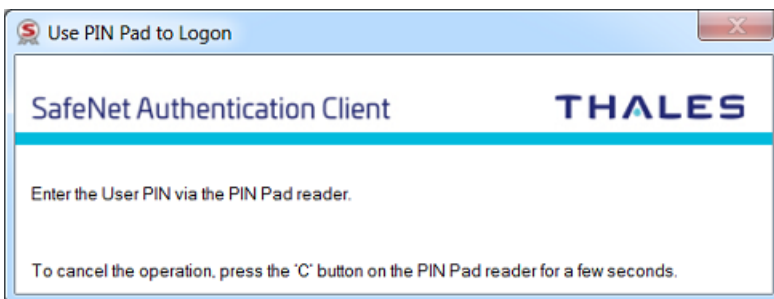 Use PIN Pad to Logon
SafeNet Authentication Client
THALES
Enter the User PIN via the PIN Pad reader.
To cancel the operation, press the 'C' button on the PIN Pad reader for a few seconds.